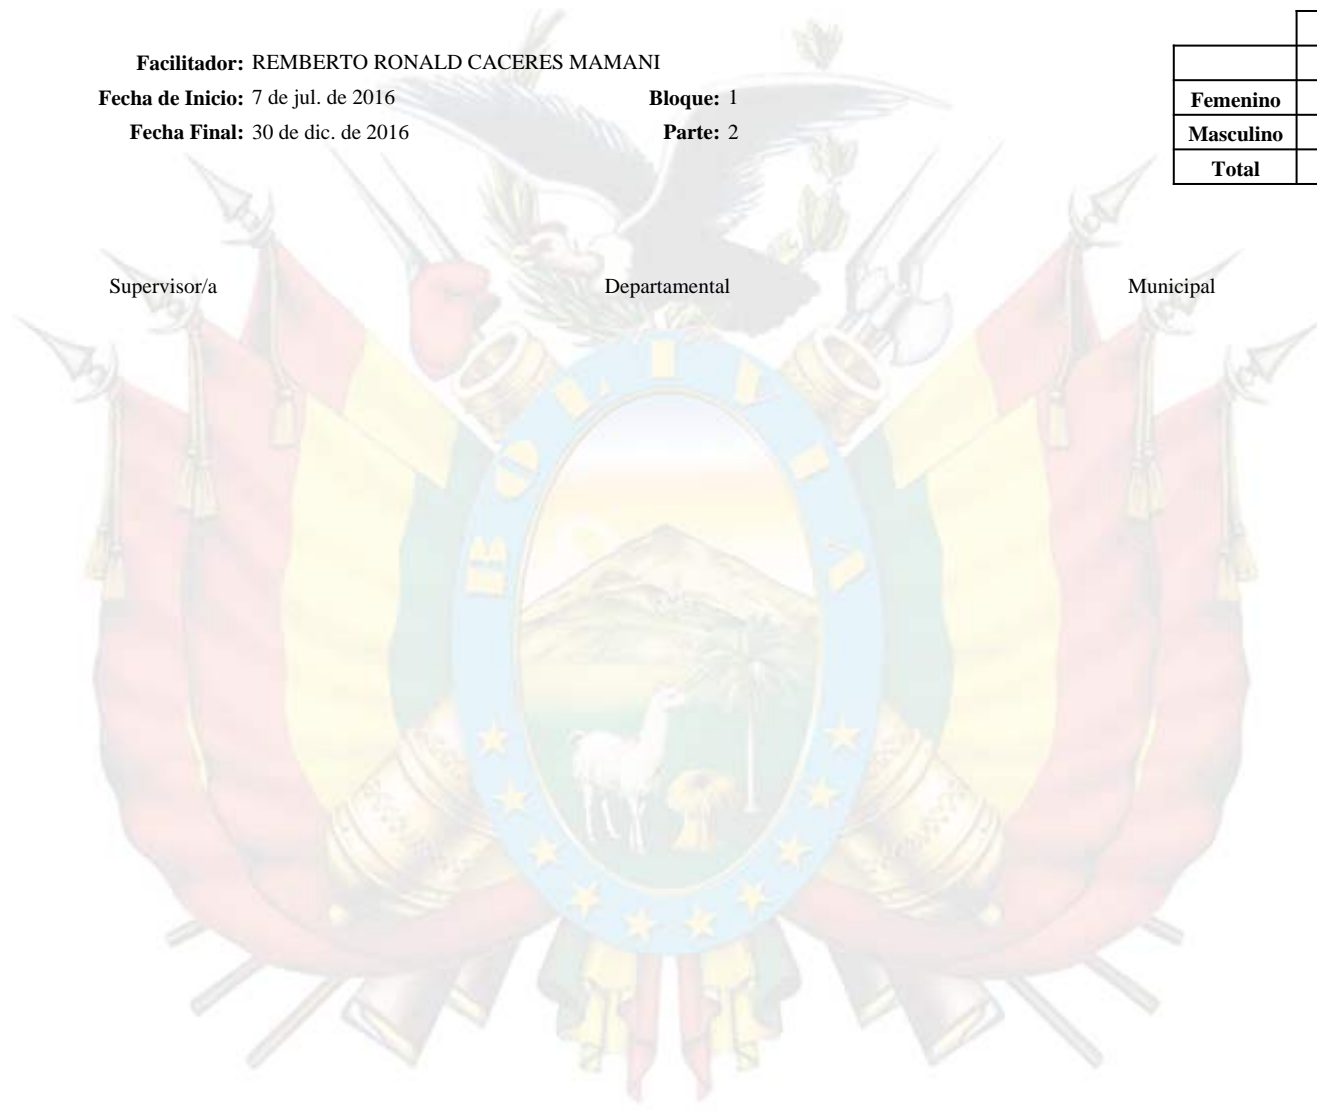 Facilitador: REMBERTO RONALD CACERES MAMANI
Fecha de Inicio: 7 de jul. de 2016 Bloque: 1
Fecha Final: 30 de dic. de 2016 Parte: 2
Femenino
Masculino
Total
Supervisor/a Departamental Municipal
BOLIVIA